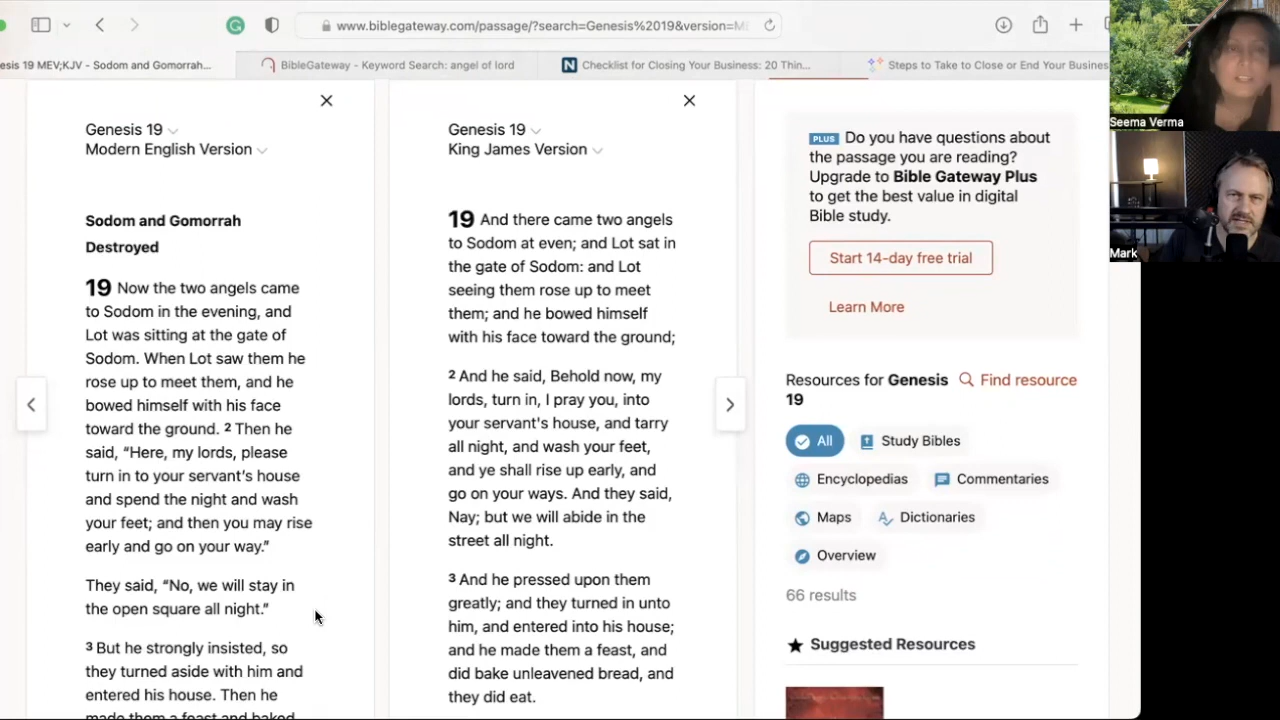 www.biblegateway.com/passage/?search=Genesis%2019&version=M
esis 19 MEV;KJV - Sodom and Gomorrah...
BibleGateway - Keyword Search: angel of lord
Checklist for Closing Your Business: 20 Thin...
Steps to Take to Close or End Your Busines
Genesis 19
Modern English Version
Sodom and Gomorrah
Destroyed
19 Now the two angels came
to Sodom in the evening, and
Lot was sitting at the gate of
Sodom. When Lot saw them he
rose up to meet them, and he
bowed himself with his face
toward the ground. 2 Then he
said, “Here, my lords, please
turn in to your servant’s house
and spend the night and wash
your feet; and then you may rise
early and go on your way.”
They said, “No, we will stay in
the open square all night.”
3 But he strongly insisted, so
they turned aside with him and
entered his house. Then he
made them a feast and baked
Genesis 19
King James Version
19 And there came two angels
to Sodom at even; and Lot sat in
the gate of Sodom: and Lot
seeing them rose up to meet
them; and he bowed himself
with his face toward the ground;
2 And he said, Behold now, my
lords, turn in, I pray you, into
your servant's house, and tarry
all night, and wash your feet,
and ye shall rise up early, and
go on your ways. And they said,
Nay; but we will abide in the
street all night.
3 And he pressed upon them
greatly; and they turned in unto
him, and entered into his house;
and he made them a feast, and
did bake unleavened bread, and
they did eat.
PLUS Do you have questions about
the passage you are reading?
Upgrade to Bible Gateway Plus
to get the best value in digital
Bible study.
Start 14-day free trial
Learn More
Resources for Genesis
19
Find resource
All
Study Bibles
Encyclopedias
Commentaries
Maps
Dictionaries
Overview
66 results
Suggested Resources
Seema Verma
Mark